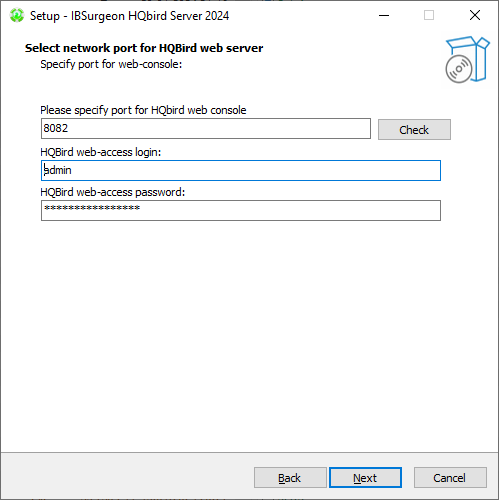 Setup - IBSurgeon HQbird Server 2024
Select network port for HQBird web server
Specify port for web-console:
Please specify port for HQbird web console
8082
Check
HQBird web-access login:
admin
HQBird web-access password:
****************
Back
Next
Cancel